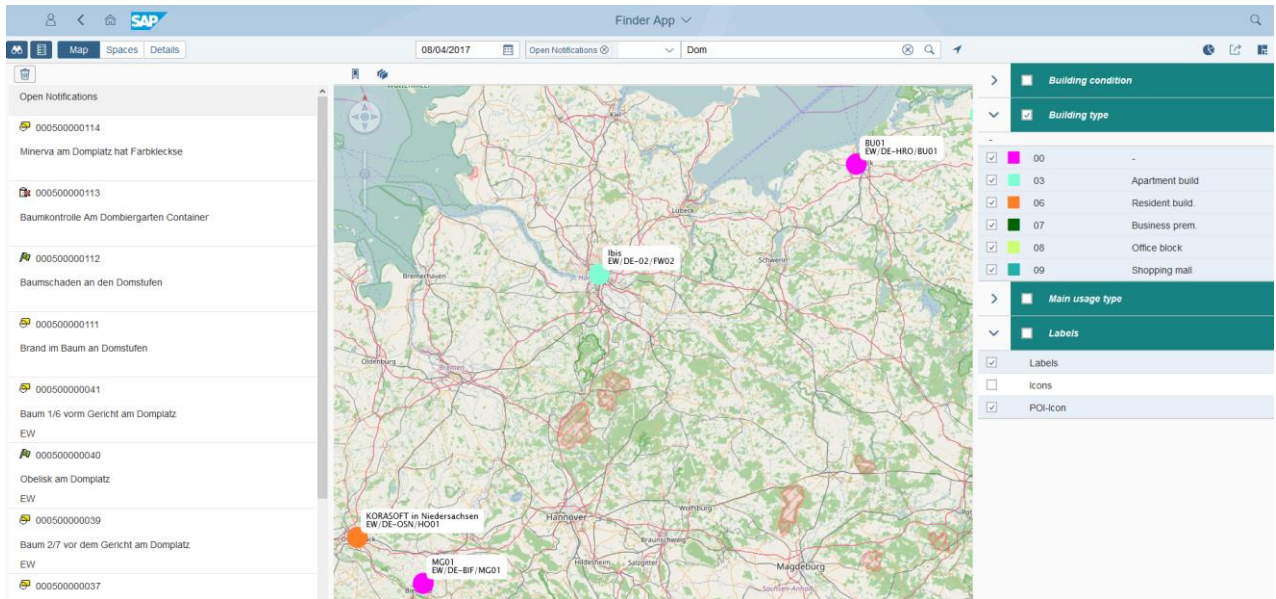 SAP
Finder App
Map Spaces Details
08/04/2017
Open Notifications
Dom
Open Notifications
000500000114
Minerva am Domplatz hat Farbkleckse
000500000113
Baumkontrolle Am Dombiergarten Container
000500000112
Baumschaden an den Domstufen
000500000111
Brand im Baum an Domstufen
000500000041
Baum 1/6 vorm Gericht am Domplatz
EW
000500000040
Obelisk am Domplatz
EW
000500000039
Baum 2/7 vor dem Gericht am Domplatz
EW
000500000037
Kiel
BU01
EW/DE-HRO/BU01
Lübeck
Ibis
EW/DE-02/FW02
Schwerin
Bremerhaven
Oldenburg
Bremen
Wolfsburg
KORASOFT in Niedersachsen
EW/DE-OSN/HO01
Hannover
Braunschweig
MG01
EW/DE-BIF/MG01
Hildesheim
Salzgitter
Magdeburg
Sachsen-Anhalt
Building condition
Building type
-
00 -
03 Apartment build
06 Resident.build.
07 Business prem.
08 Office block
09 Shopping mall
Main usage type
Labels
Labels
Icons
POI-Icon